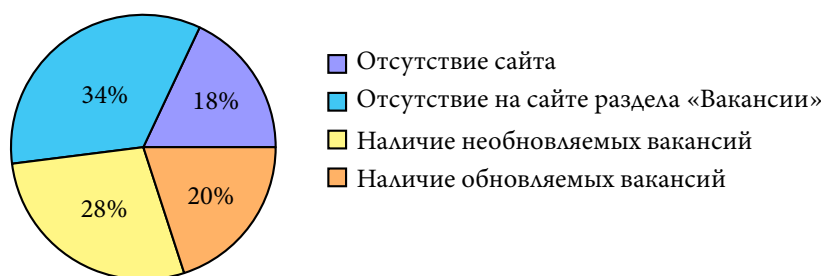 34%
18%
28%
20%
Отсутствие сайта
Отсутствие на сайте раздела «Вакансии»
Наличие необновляемых вакансий
Наличие обновляемых вакансий